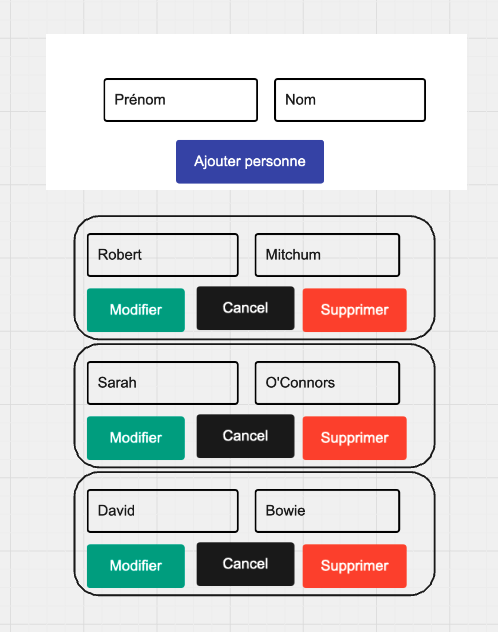 Prénom Nom
Ajouter personne
Robert Mitchum
Modifier Cancel Supprimer
Sarah O'Connors
Modifier Cancel Supprimer
David Bowie
Modifier Cancel Supprimer